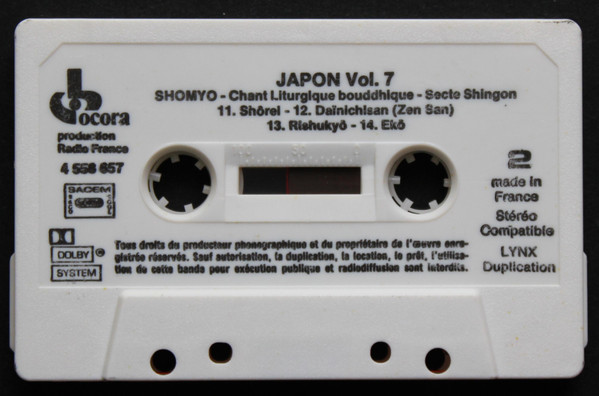 JAPON Vol. 7
SHOMYO - Chant Liturgique bouddhique - Secte Shingon
11. Shôrei - 12. Daïnichisan (Zen San)
13. Rishukyô - 14. Ekô
ocora
production
Radio France
4 558 657
SACEM
2
made in
France
Stéréo
Compatible
LYNX
Duplication
DOLBY
SYSTEM
Tous droits du producteur phonographique et du propriétaire de l'œuvre enre-
gistrée réservés. Sauf autorisation, la duplication, la location, le prêt, l'utilisa-
tion de cette bande pour exécution publique et radiodiffusion sont interdits.